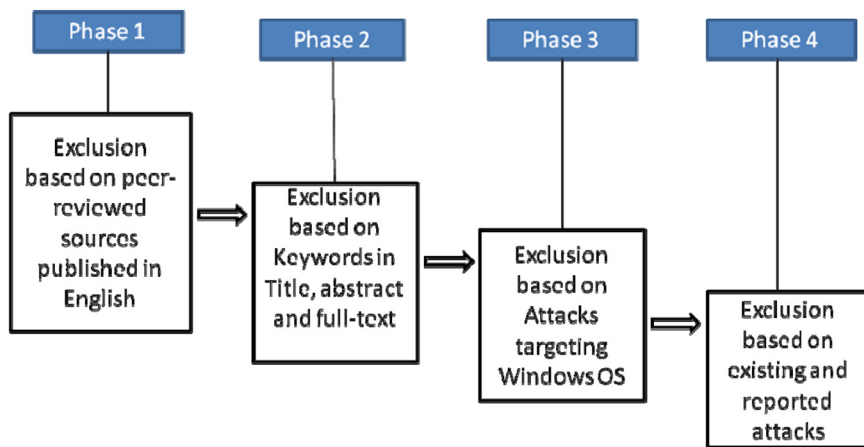 Phase 1
Exclusion
based on peer-
reviewed
sources
published in
English
Phase 2
Exclusion
based on
Keywords in
Title, abstract
and full-text
Phase 3
Exclusion
based on
Attacks
targeting
Windows OS
Phase 4
Exclusion
based on
existing and
reported
attacks